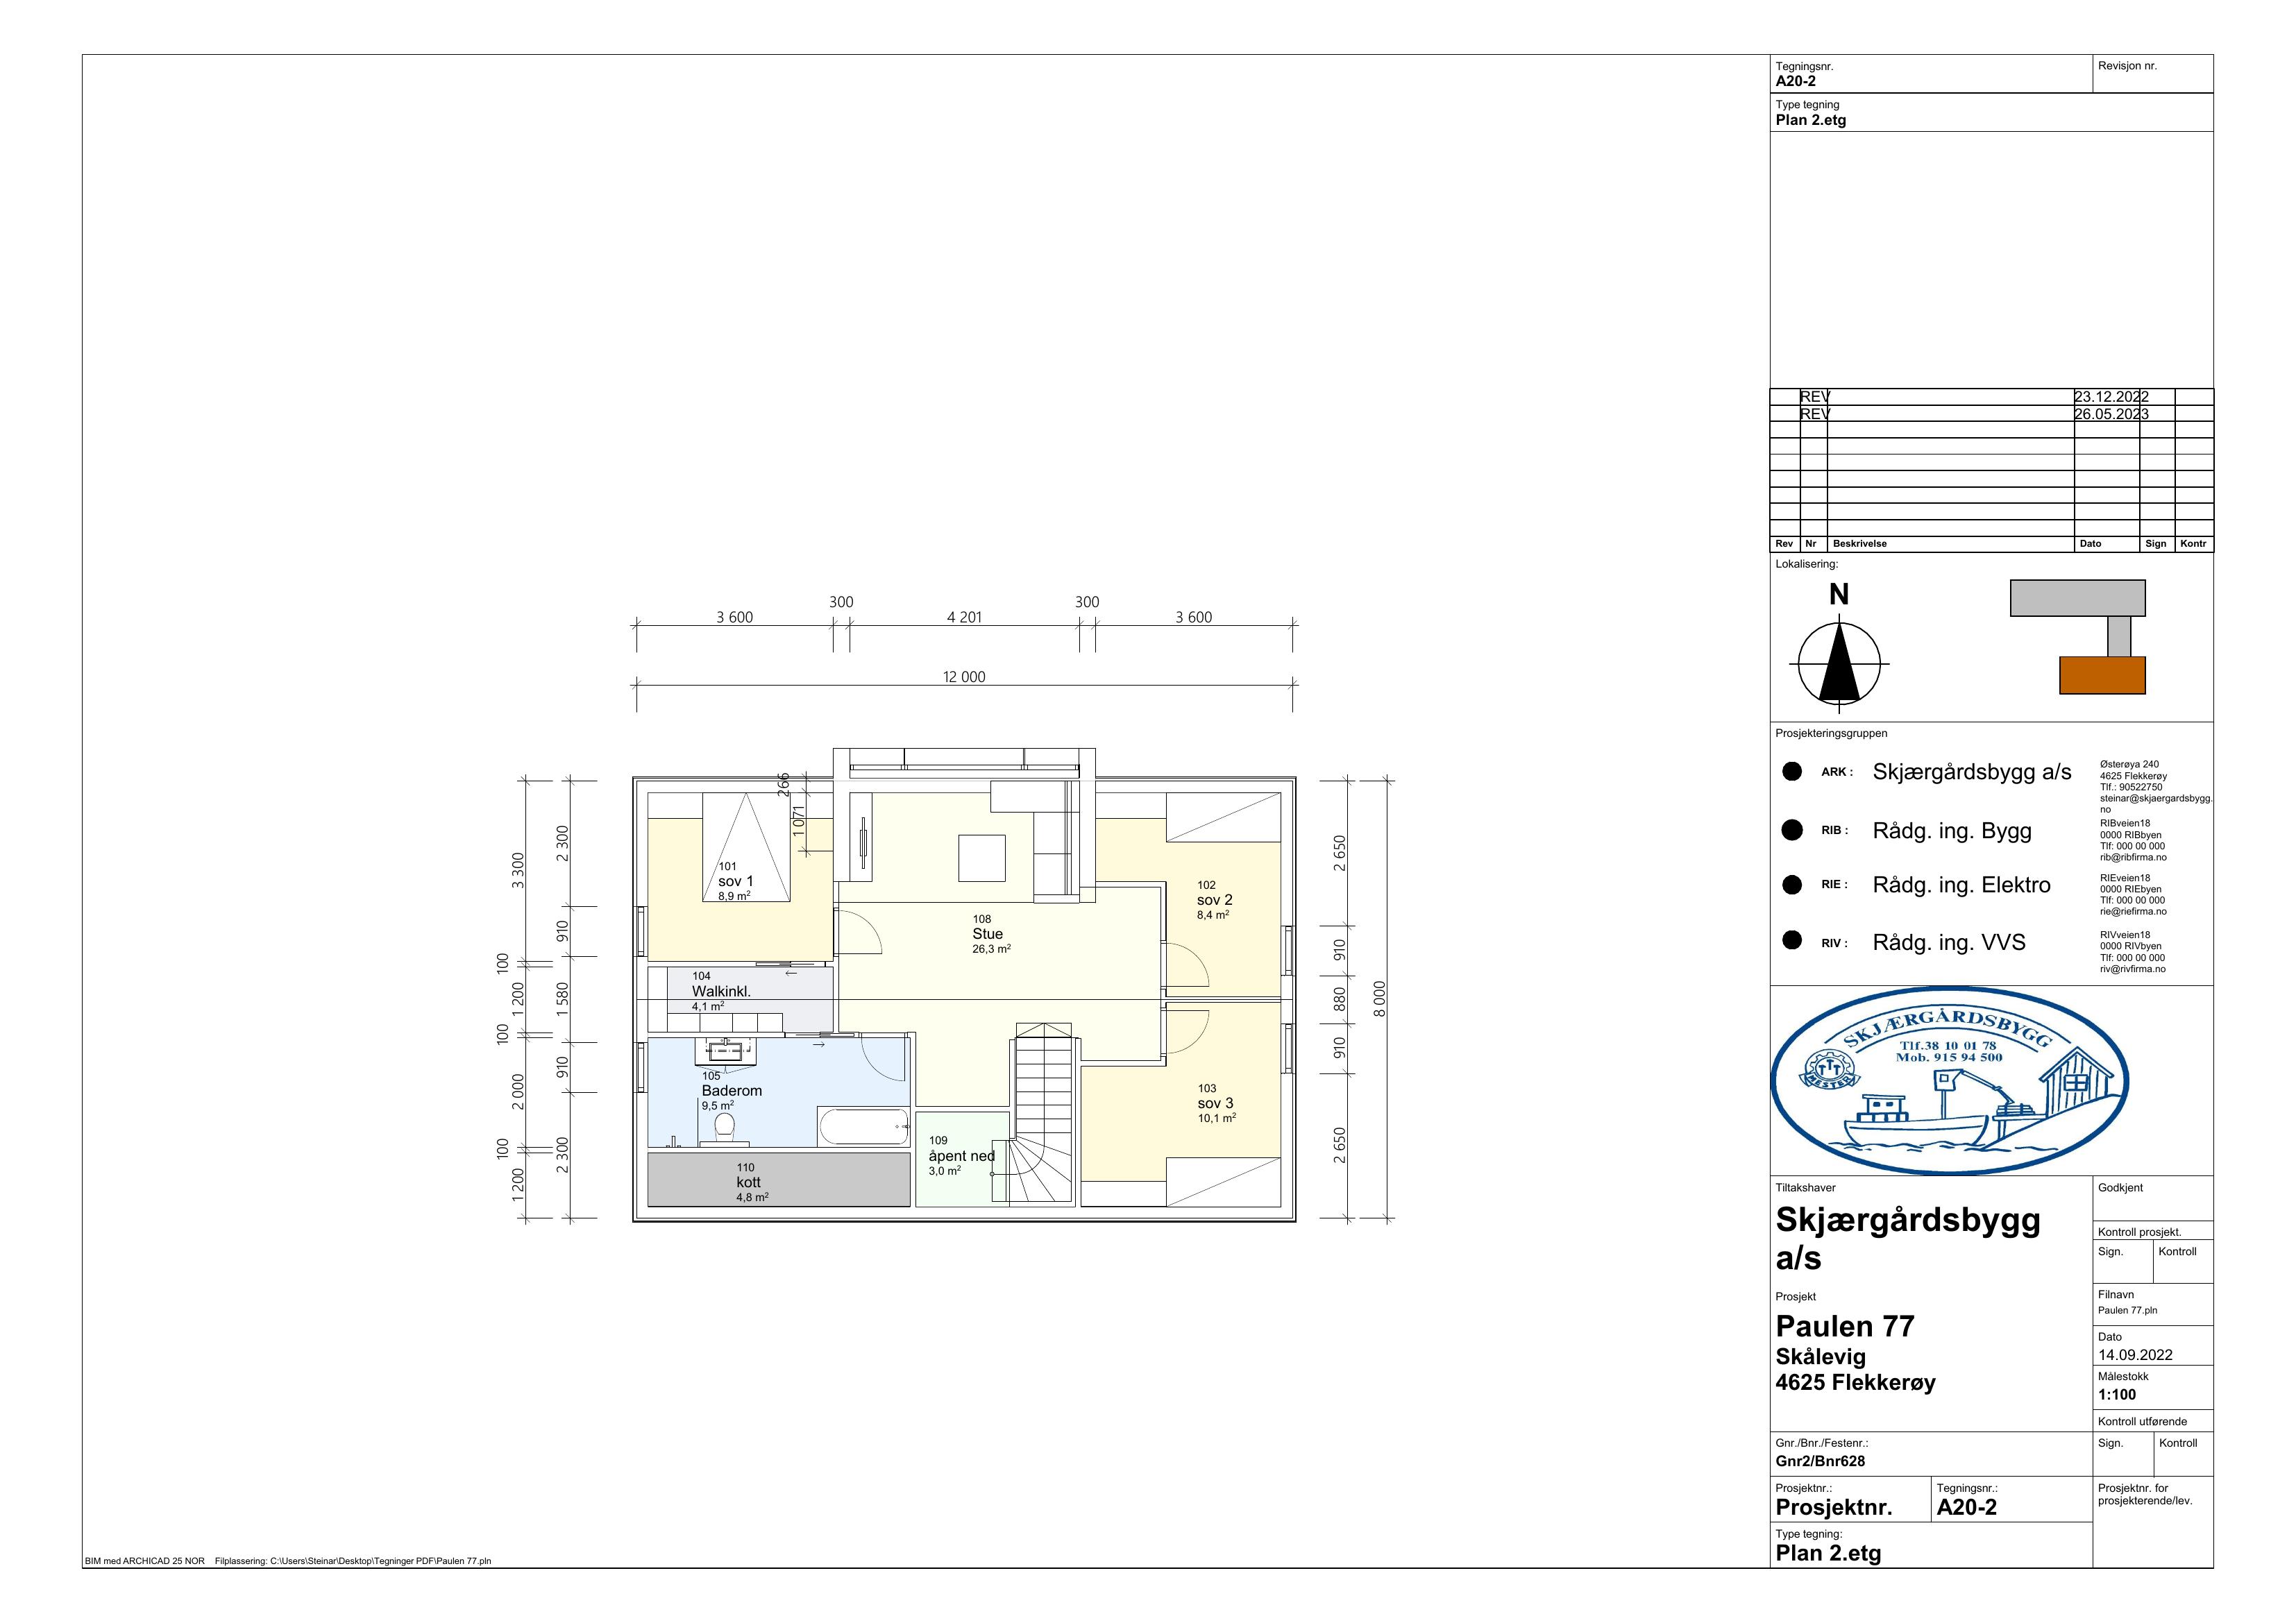 Tegningsnr.
A20-2
Revisjon nr.
Type tegning
Plan 2.etg
REV 23.12.2022
REV 26.05.2023
Rev Nr Beskrivelse Dato Sign Kontr
Lokalisering:
N
Prosjekteringsgruppen
ARK : Skjærgårdsbygg a/s
Østerøya 240
4625 Flekkerøy
Tlf.: 90522750
steinar@skjaergardsbygg.
no
RIB : Rådg. ing. Bygg
RIBveien18
0000 RIBbyen
Tlf: 000 00 000
rib@ribfirma.no
RIE : Rådg. ing. Elektro
RIEveien18
0000 RIEbyen
Tlf: 000 00 000
rie@riefirma.no
RIV : Rådg. ing. VVS
RIVveien18
0000 RIVbyen
Tlf: 000 00 000
riv@rivfirma.no
SKJÆRGÅRDSBYGG
Tlf.38 10 01 78
Mob. 915 94 500
TTT
MESTER
Tiltakshaver
Skjærgårdsbygg
a/s
Godkjent
Kontroll prosjekt.
Sign. Kontroll
Prosjekt
Paulen 77
Skålevig
4625 Flekkerøy
Filnavn
Paulen 77.pln
Dato
14.09.2022
Målestokk
1:100
Kontroll utførende
Sign. Kontroll
Gnr./Bnr./Festenr.:
Gnr2/Bnr628
Prosjektnr.:
Prosjektnr.
Tegningsnr.:
A20-2
Prosjektnr. for
prosjekterende/lev.
Type tegning:
Plan 2.etg
3 600
300
4 201
300
3 600
12 000
266
1 071
3 300
100
1 200
100
2 000
100
1 200
2 300
910
1 580
910
2 300
2 650
910
880
910
2 650
8 000
101
sov 1
8,9 m²
102
sov 2
8,4 m²
108
Stue
26,3 m²
104
Walkinkl.
4,1 m²
105
Baderom
9,5 m²
103
sov 3
10,1 m²
109
åpent ned
3,0 m²
110
kott
4,8 m²
BIM med ARCHICAD 25 NOR Filplassering: C:\Users\Steinar\Desktop\Tegninger PDF\Paulen 77.pln